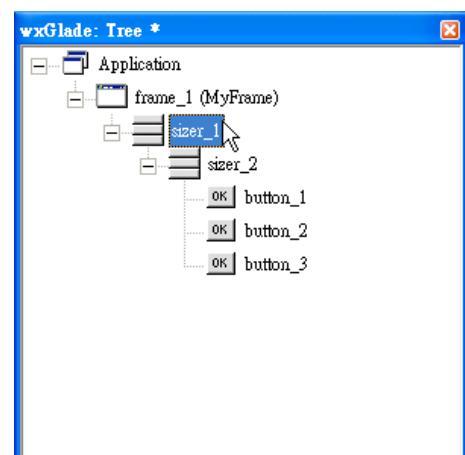 wxGlade: Tree *
Application
frame_1 (MyFrame)
sizer_1
sizer_2
OK button_1
OK button_2
OK button_3